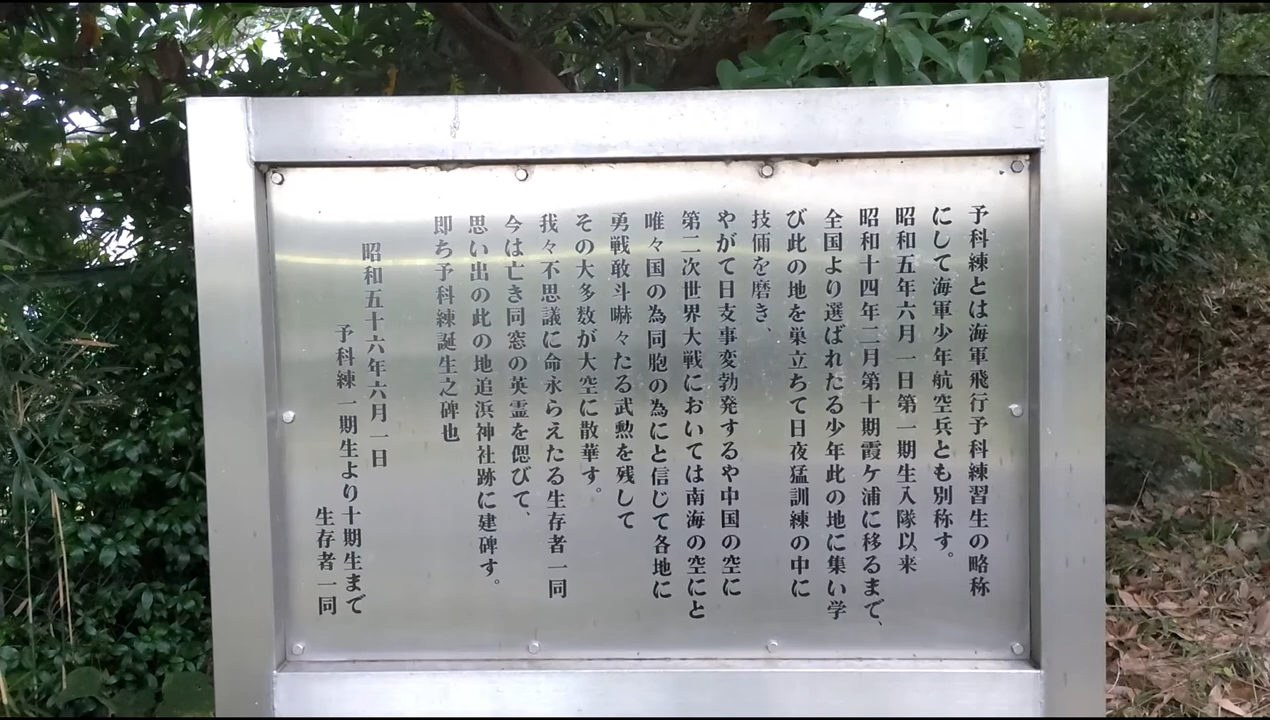 予科練とは海軍飛行予科練習生の略称
にして海軍少年航空兵とも別称す。
昭和五年六月一日第一期生入隊以来
昭和十四年二月第十期霞ケ浦に移るまで、
全国より選ばれたる少年此の地に集い学
び此の地を巣立ちて日夜猛訓練の中に
技倆を磨き、
やがて日支事変勃発するや中国の空に
第二次世界大戦においては南海の空にと
唯々国の為同胞の為にと信じて各地に
勇戦敢斗嚇々たる武勲を残して
その大多数が大空に散華す。
我々不思議に命永らえたる生存者一同
今は亡き同窓の英霊を偲びて、
思い出の此の地追浜神社跡に建碑す。
即ち予科練誕生之碑也
昭和五十六年六月一日
予科練一期生より十期生まで
生存者一同